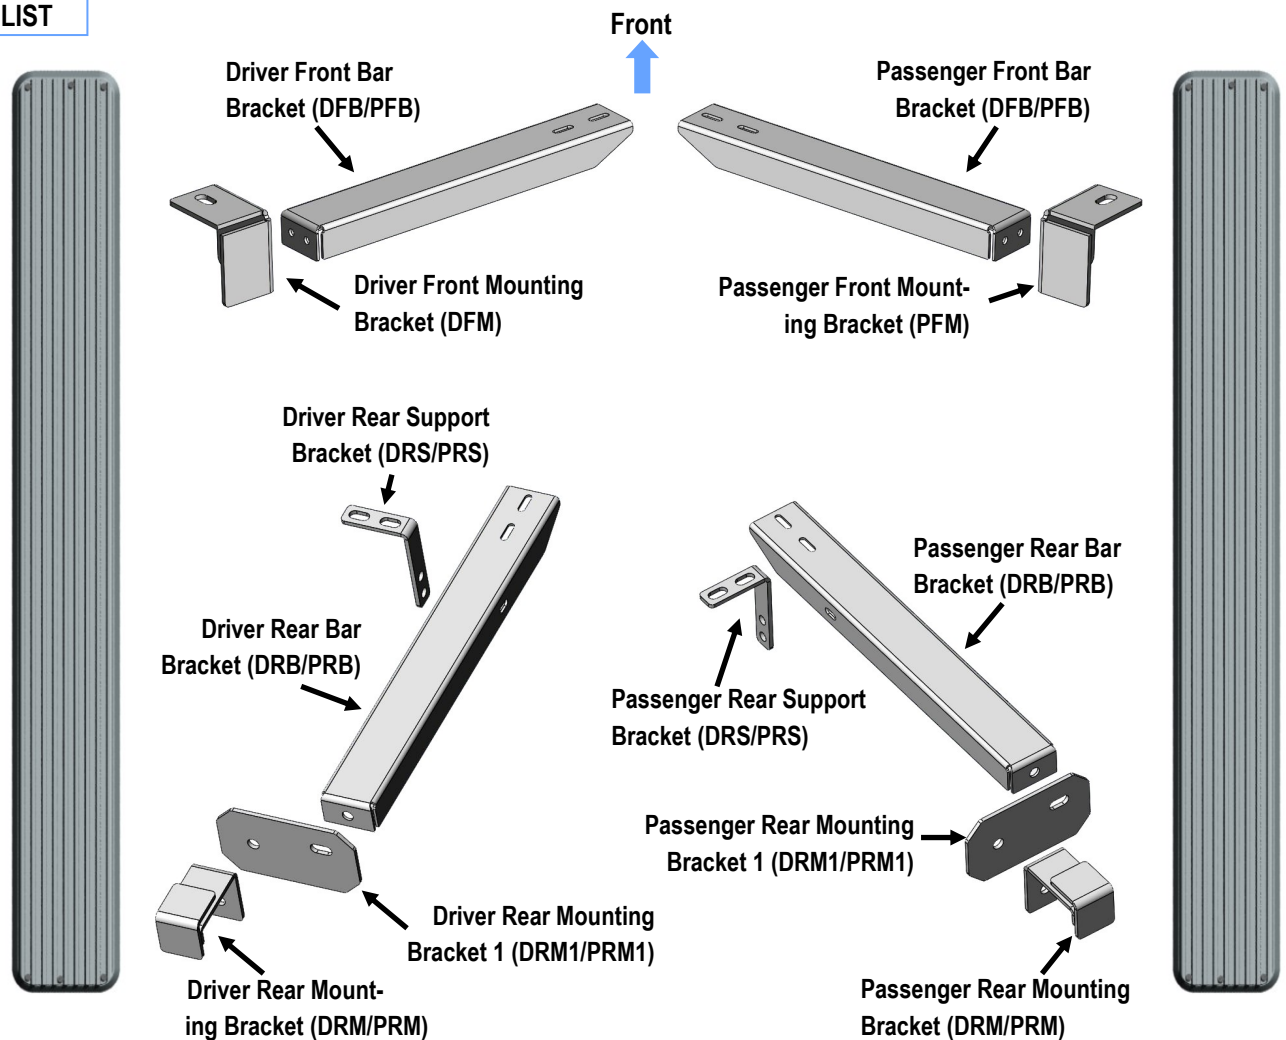 LIST
Front
Driver Front Bar
Bracket (DFB/PFB)
Passenger Front Bar
Bracket (DFB/PFB)
Driver Front Mounting
Bracket (DFM)
Passenger Front Mount-
ing Bracket (PFM)
Driver Rear Support
Bracket (DRS/PRS)
Passenger Rear Bar
Bracket (DRB/PRB)
Driver Rear Bar
Bracket (DRB/PRB)
Passenger Rear Support
Bracket (DRS/PRS)
Passenger Rear Mounting
Bracket 1 (DRM1/PRM1)
Driver Rear Mounting
Bracket 1 (DRM1/PRM1)
Driver Rear Mount-
ing Bracket (DRM/PRM)
Passenger Rear Mounting
Bracket (DRM/PRM)